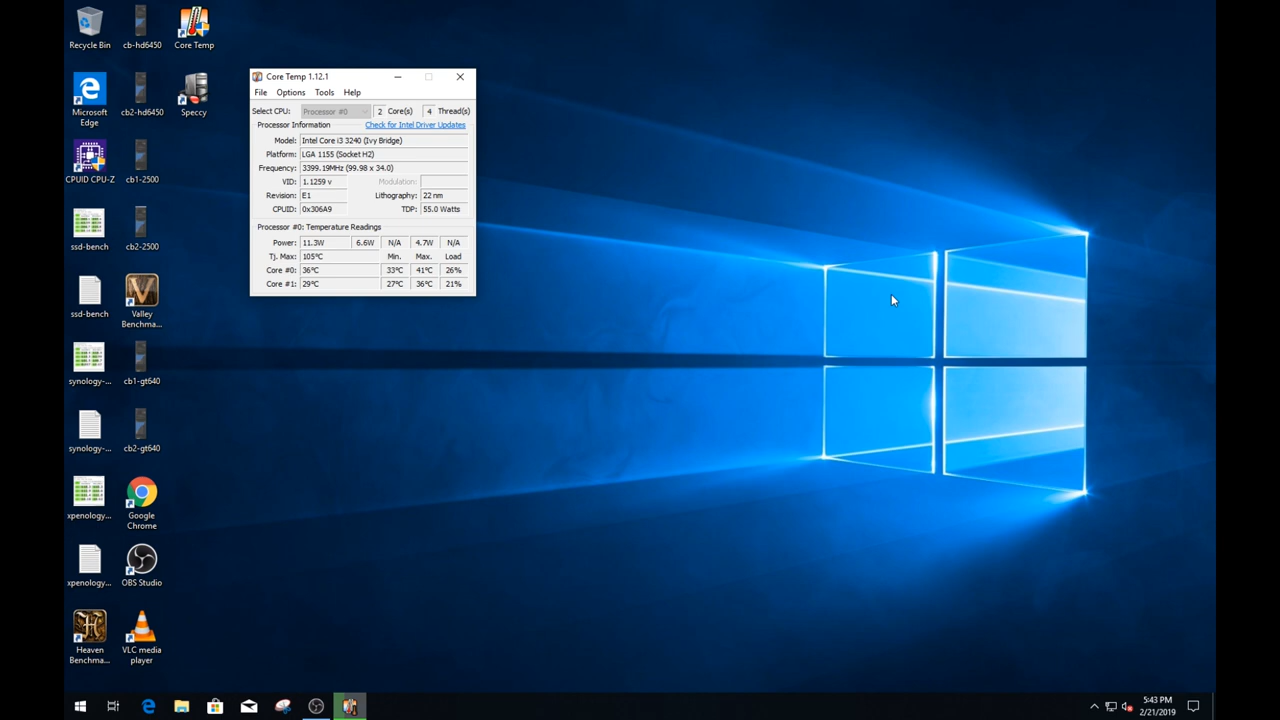 Recycle Bin
cb-hd6450
Core Temp
Microsoft
Edge
cb2-hd6450
Speccy
CPUID CPU-Z
cb1-2500
ssd-bench
cb2-2500
ssd-bench
Valley
Benchma...
synology-...
cb1-gt640
synology-...
cb2-gt640
xpenology...
Google
Chrome
xpenology...
OBS Studio
Heaven
Benchma...
VLC media
player
Core Temp 1.12.1
File Options Tools Help
Select CPU: Processor #0 2 Core(s) 4 Thread(s)
Processor Information Check for Intel Driver Updates
Model: Intel Core i3 3240 (Ivy Bridge)
Platform: LGA 1155 (Socket H2)
Frequency: 3399.19MHz (99.98 x 34.0)
VID: 1.1259 v Modulation:
Revision: E1 Lithography: 22 nm
CPUID: 0x306A9 TDP: 55.0 Watts
Processor #0: Temperature Readings
Power: 11.3W 6.6W N/A 4.7W N/A
Tj. Max: 105°C Min. Max. Load
Core #0: 36°C 33°C 41°C 26%
Core #1: 29°C 27°C 36°C 21%
5:43 PM
2/21/2019